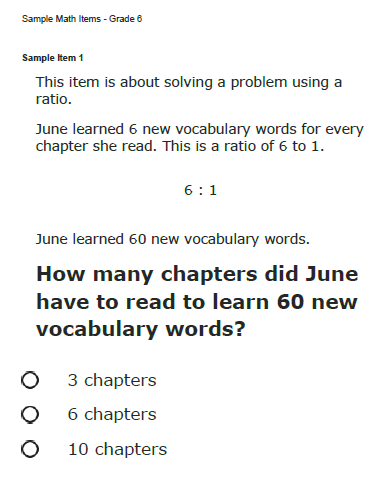 Sample Math Items - Grade 6
Sample Item 1
This item is about solving a problem using a
ratio.
June learned 6 new vocabulary words for every
chapter she read. This is a ratio of 6 to 1.
6 : 1
June learned 60 new vocabulary words.
How many chapters did June
have to read to learn 60 new
vocabulary words?
3 chapters
6 chapters
10 chapters